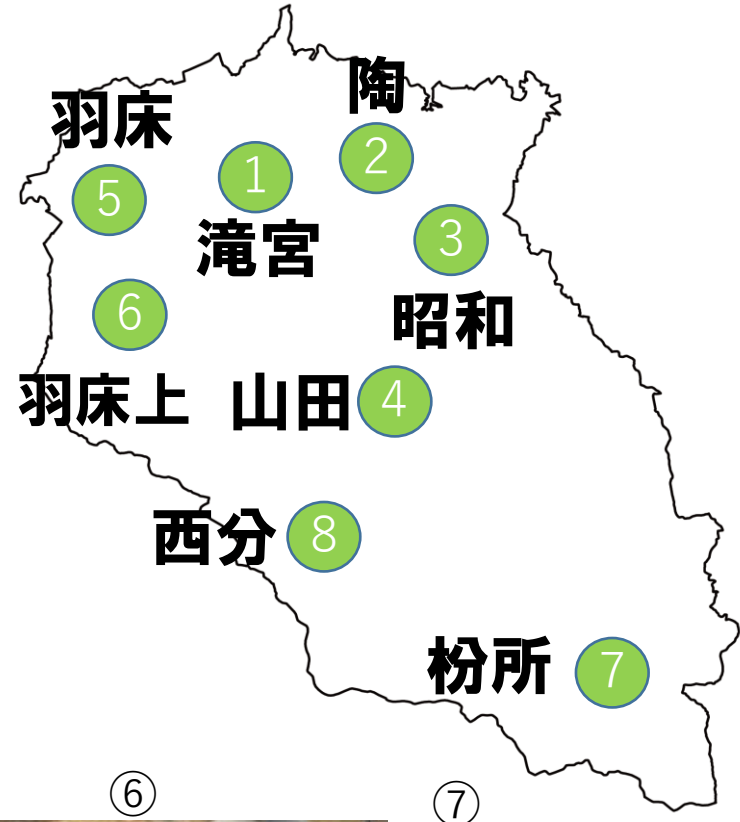 陶
羽床
①
②
⑤
滝宮
③
⑥
昭和
羽床上
山田
④
西分
⑧
枌所
⑦
⑥
⑦